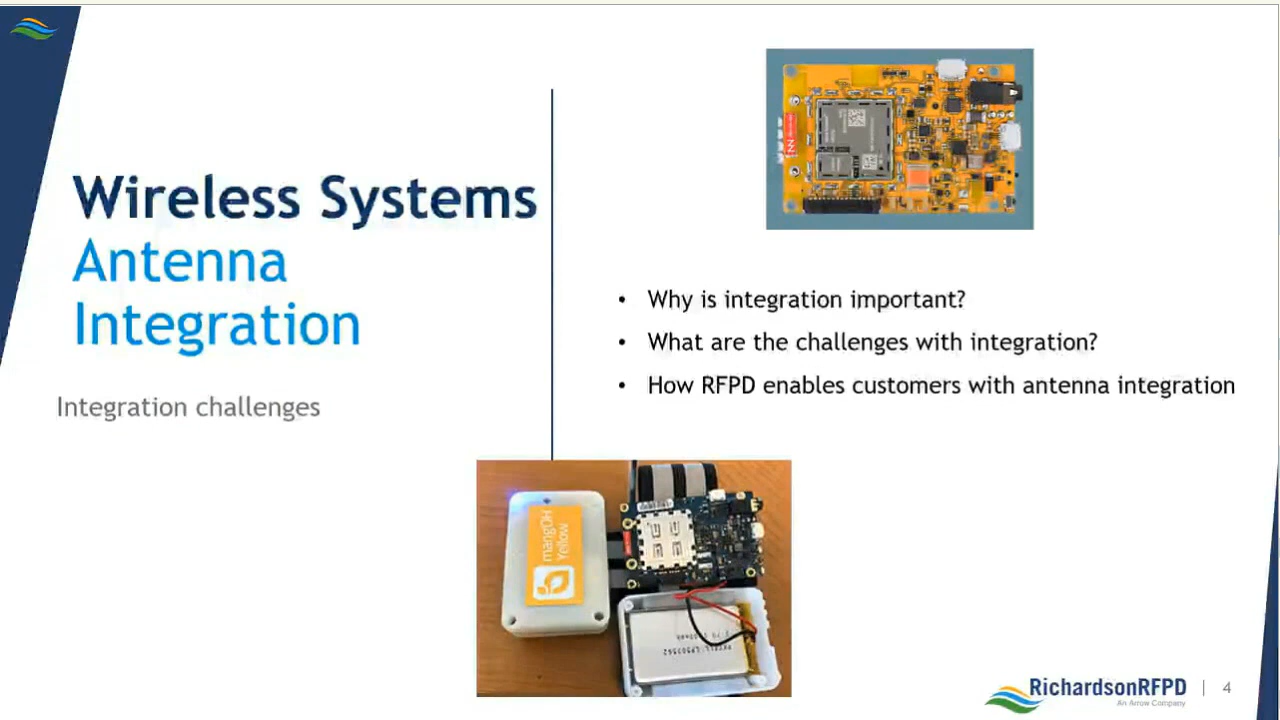 Wireless Systems
Antenna
Integration
Integration challenges
• Why is integration important?
• What are the challenges with integration?
• How RFPD enables customers with antenna integration
mangOH
Yellow
RichardsonRFPD
An Arrow Company
4